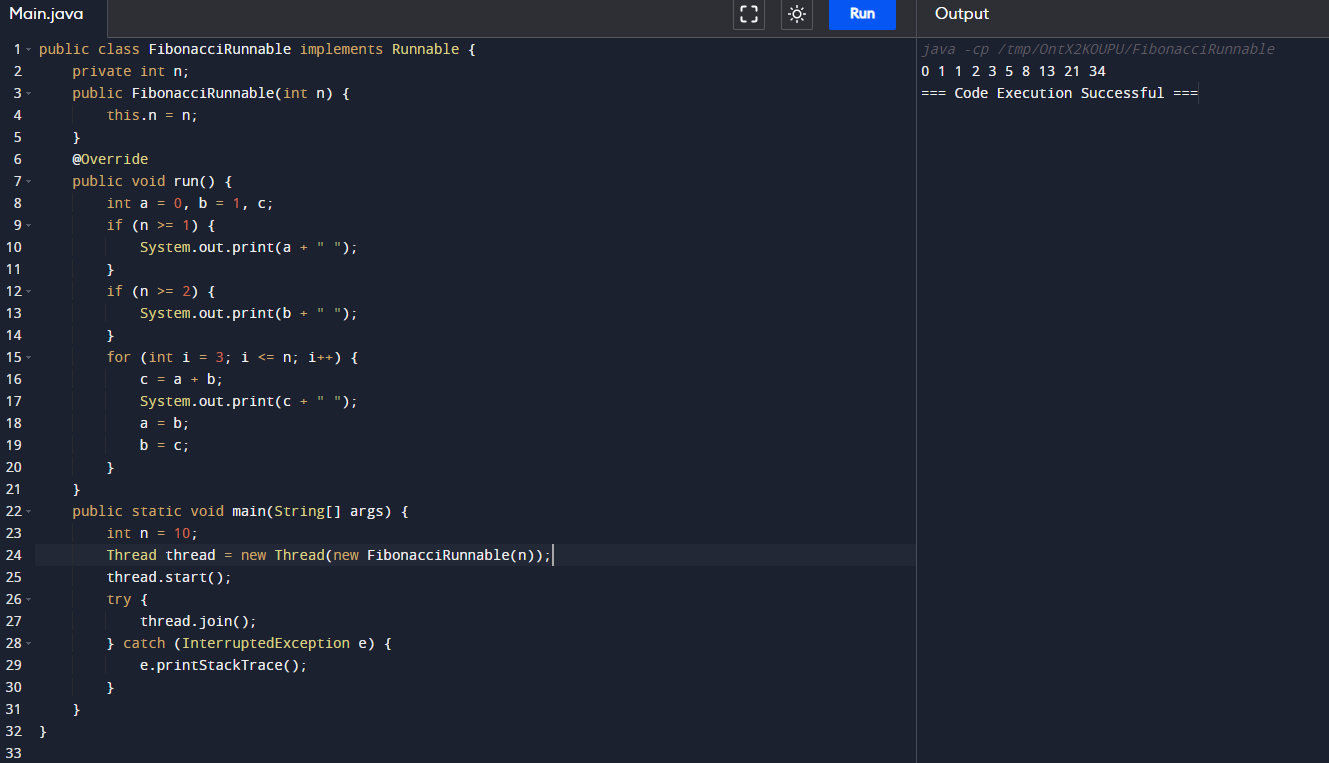 Main.java
Run
Output
1 public class FibonacciRunnable implements Runnable {
2     private int n;
3     public FibonacciRunnable(int n) {
4         this.n = n;
5     }
6     @Override
7     public void run() {
8         int a = 0, b = 1, c;
9         if (n >= 1) {
10             System.out.print(a + " ");
11         }
12         if (n >= 2) {
13             System.out.print(b + " ");
14         }
15         for (int i = 3; i <= n; i++) {
16             c = a + b;
17             System.out.print(c + " ");
18             a = b;
19             b = c;
20         }
21     }
22     public static void main(String[] args) {
23         int n = 10;
24         Thread thread = new Thread(new FibonacciRunnable(n));
25         thread.start();
26         try {
27             thread.join();
28         } catch (InterruptedException e) {
29             e.printStackTrace();
30         }
31     }
32 }
33
java -cp /tmp/OntX2KOUPU/FibonacciRunnable
0 1 1 2 3 5 8 13 21 34
=== Code Execution Successful ===